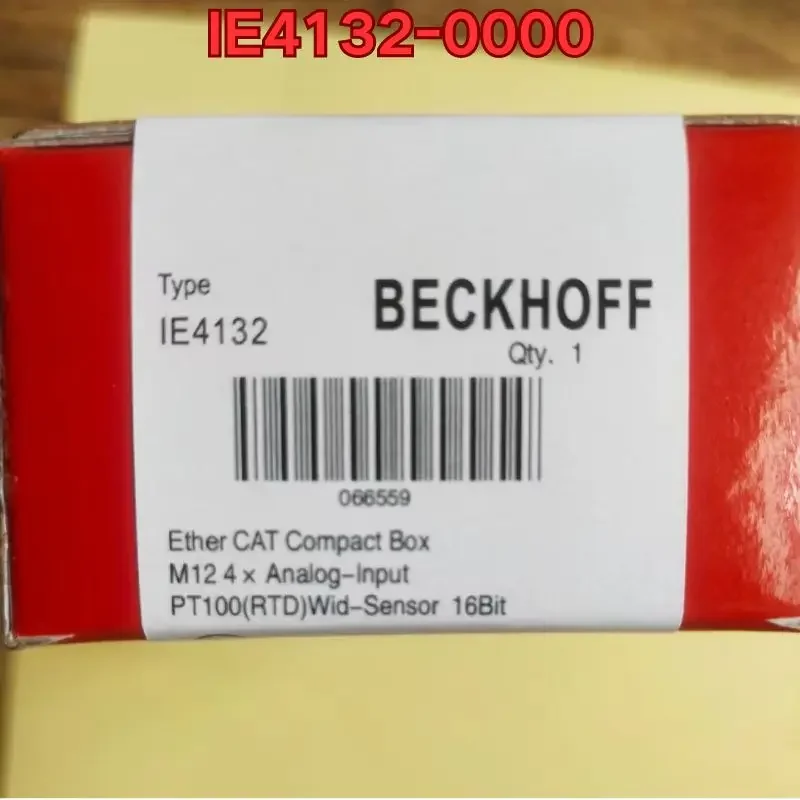 IE4132-0000
Type
BECKHOFF
IE4132
Qty. 1
066559
Ether CAT Compact Box
M12 4 x Analog-Input
PT100(RTD)Wid-Sensor 16Bit